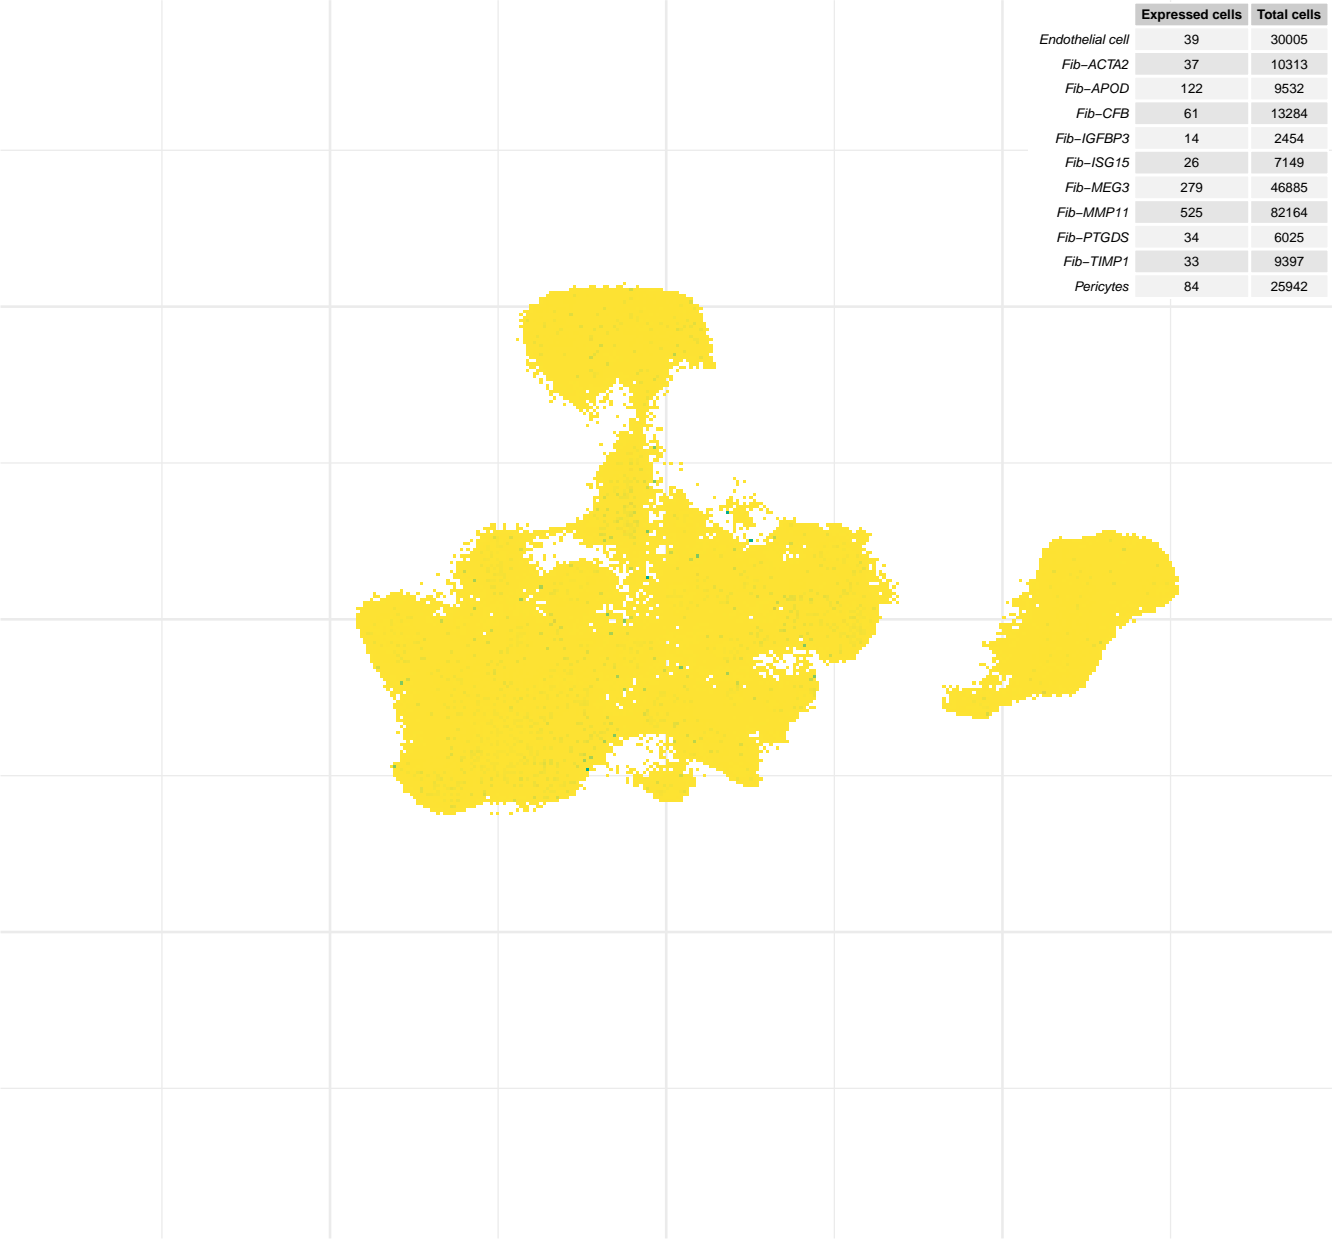 Expressed cells Total cells
Endothelial cell 39 30005
Fib−ACTA2 37 10313
Fib−APOD 122 9532
Fib−CFB 61 13284
Fib−IGFBP3 14 2454
Fib−ISG15 26 7149
Fib−MEG3 279 46885
Fib−MMP11 525 82164
Fib−PTGDS 34 6025
Fib−TIMP1 33 9397
Pericytes 84 25942